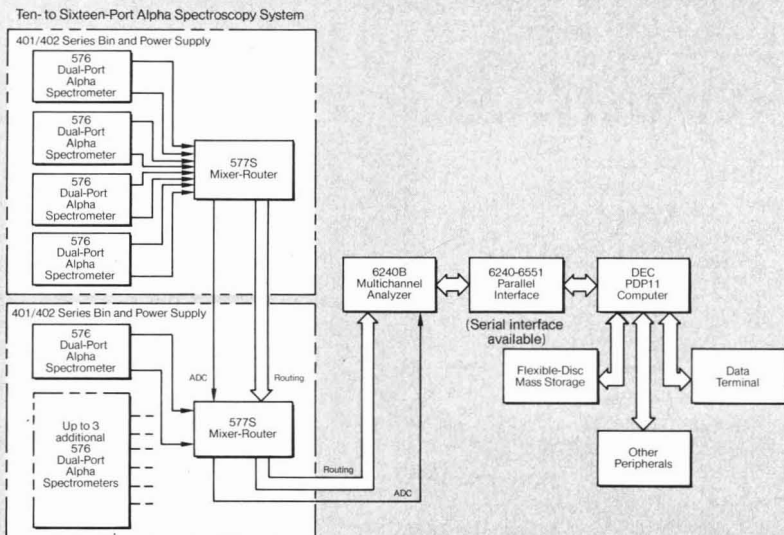 Ten- to Sixteen-Port Alpha Spectroscopy System
401/402 Series Bin and Power Supply
576
Dual-Port
Alpha
Spectrometer
576
Dual-Port
Alpha
Spectrometer
576
Dual-Port
Alpha
Spectrometer
576
Dual-Port
Alpha
Spectrometer
577S
Mixer-Router
6240B
Multichannel
Analyzer
6240-6551
Parallel
Interface
(Serial interface
available)
DEC
PDP11
Computer
Flexible-Disc
Mass Storage
Data
Terminal
Other
Peripherals
401/402 Series Bin and Power Supply
576
Dual-Port
Alpha
Spectrometer
ADC
Routing
Up to 3
additional
576
Dual-Port
Alpha
Spectrometers
577S
Mixer-Router
Routing
ADC